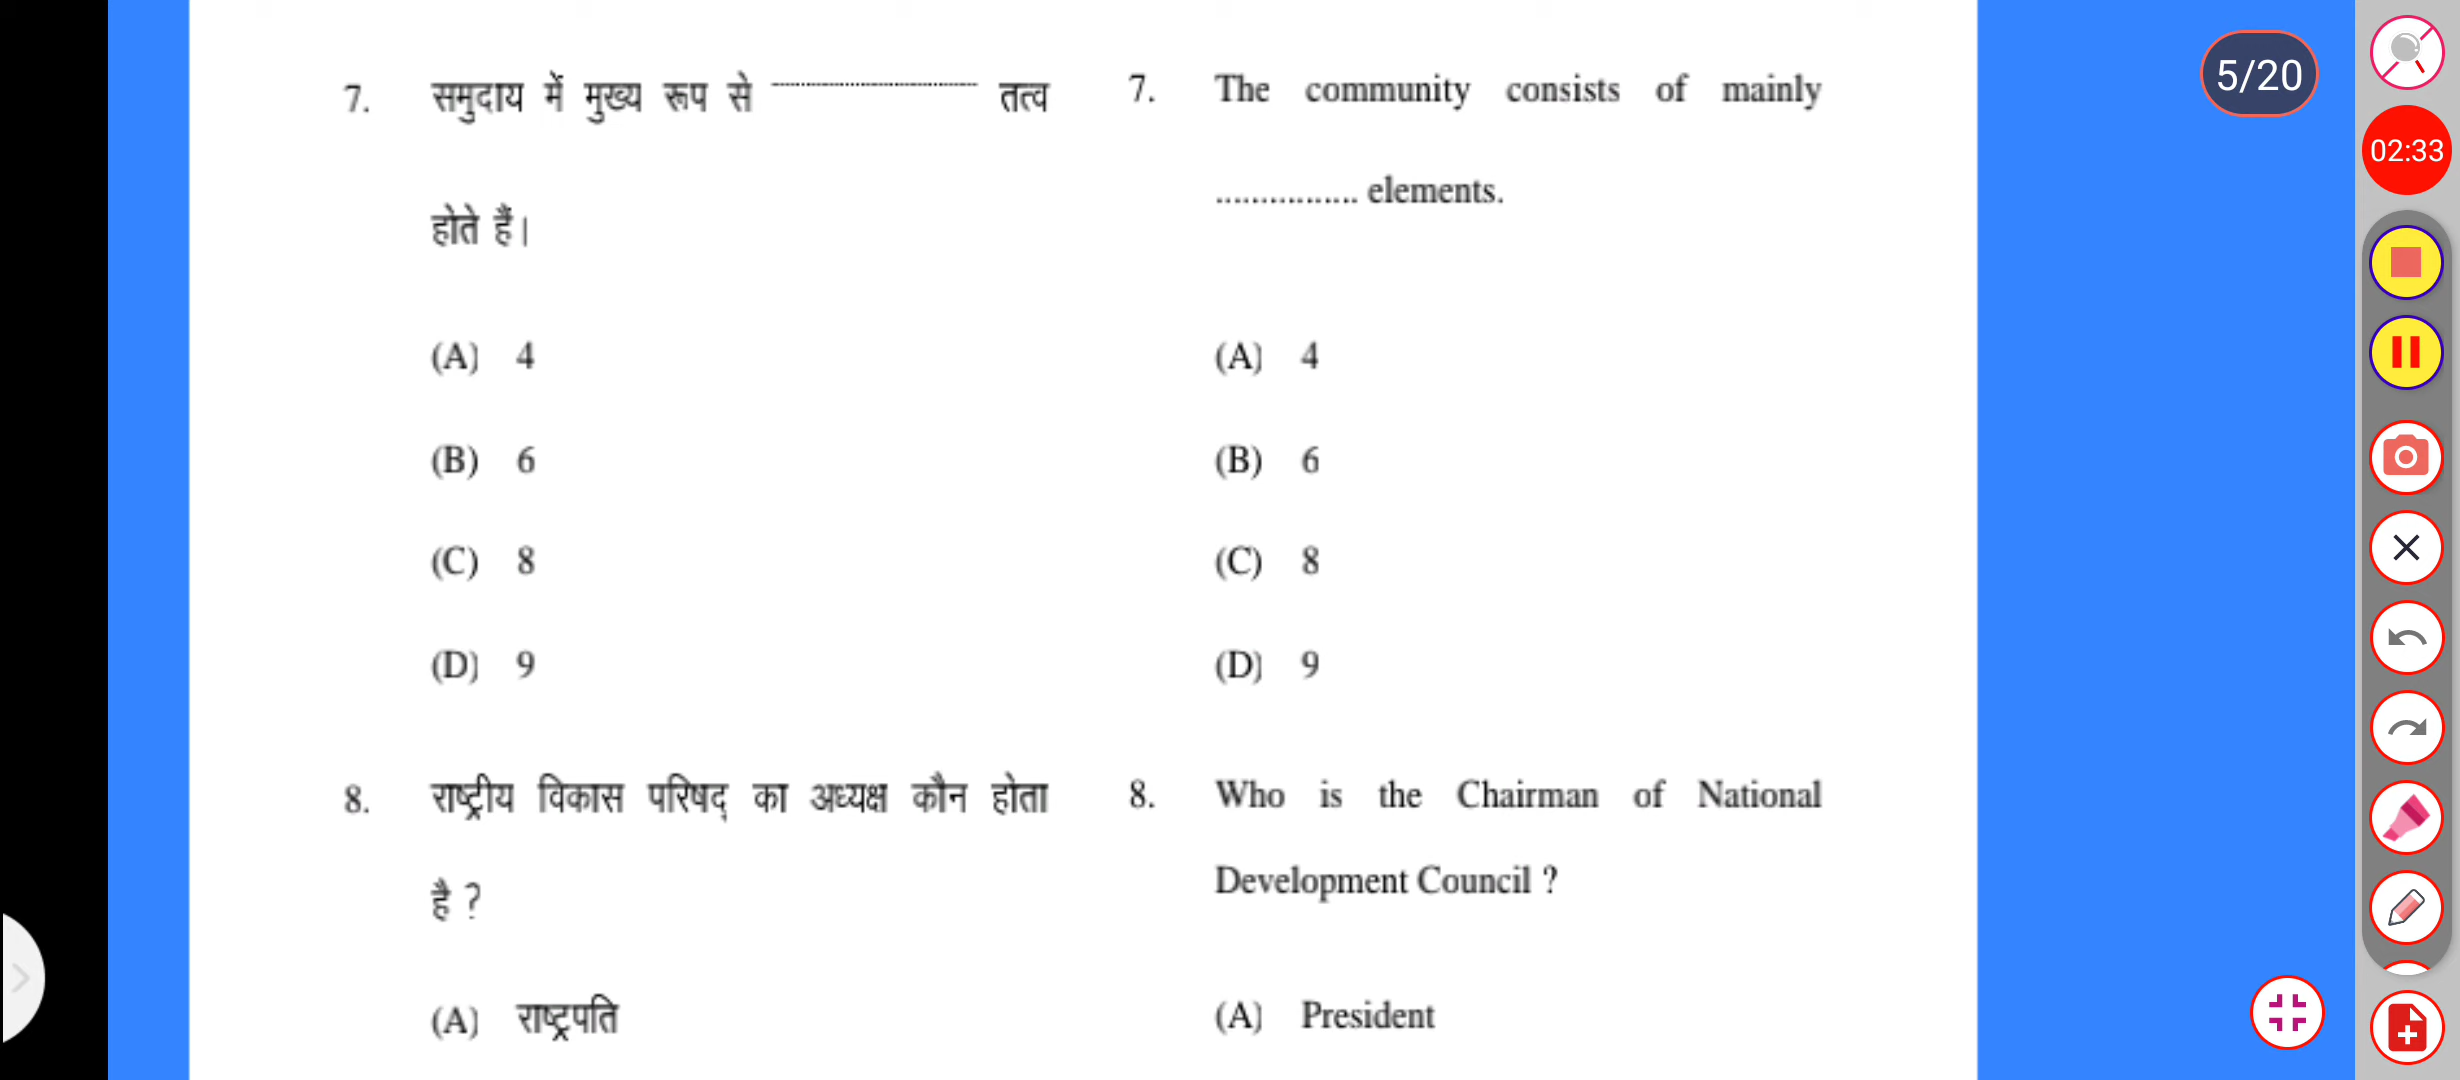 7. समुदाय में मुख्य रूप से .................... तत्व
होते हैं।
(A) 4
(B) 6
(C) 8
(D) 9
8. राष्ट्रीय विकास परिषद् का अध्यक्ष कौन होता
है ?
(A) राष्ट्रपति
7. The community consists of mainly
................ elements.
(A) 4
(B) 6
(C) 8
(D) 9
8. Who is the Chairman of National
Development Council ?
(A) President
5/20
02:33